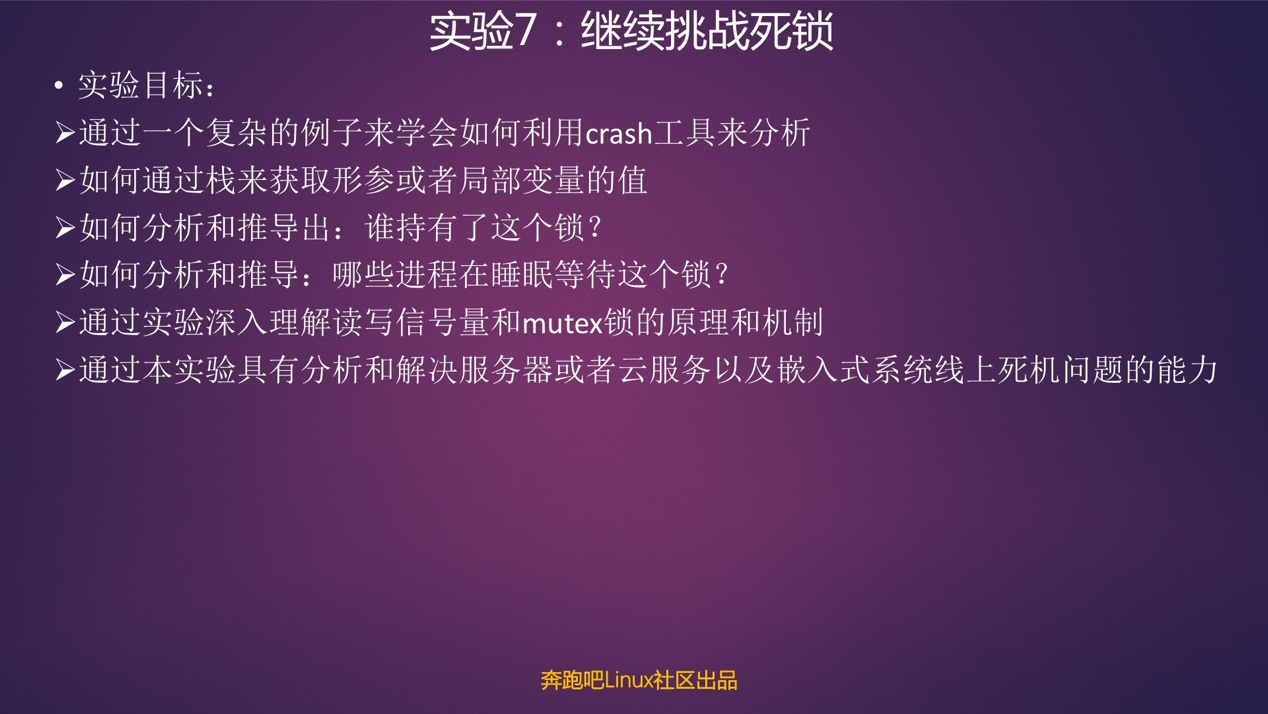 实验7：继续挑战死锁
• 实验目标：
➢通过一个复杂的例子来学会如何利用crash工具来分析
➢如何通过栈来获取形参或者局部变量的值
➢如何分析和推导出：谁持有了这个锁？
➢如何分析和推导：哪些进程在睡眠等待这个锁？
➢通过实验深入理解读写信号量和mutex锁的原理和机制
➢通过本实验具有分析和解决服务器或者云服务以及嵌入式系统线上死机问题的能力
奔跑吧Linux社区出品